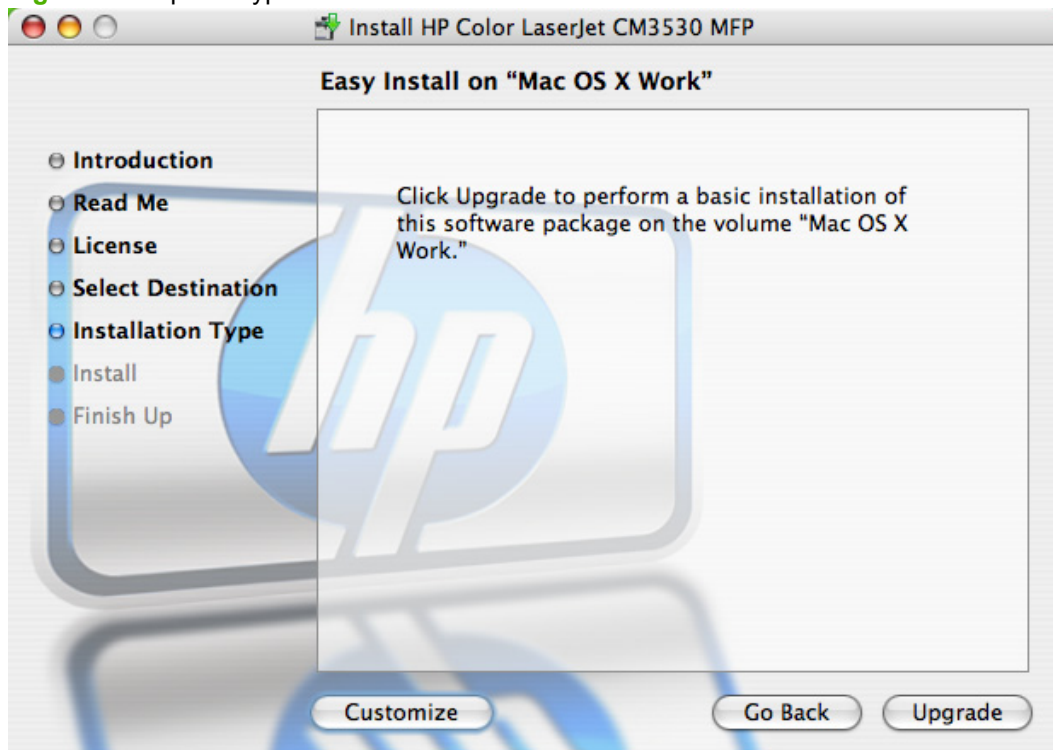 Install HP Color LaserJet CM3530 MFP
Easy Install on “Mac OS X Work”
Introduction
Read Me
License
Select Destination
Installation Type
Install
Finish Up
Click Upgrade to perform a basic installation of
this software package on the volume "Mac OS X
Work."
hp
Customize
Go Back
Upgrade